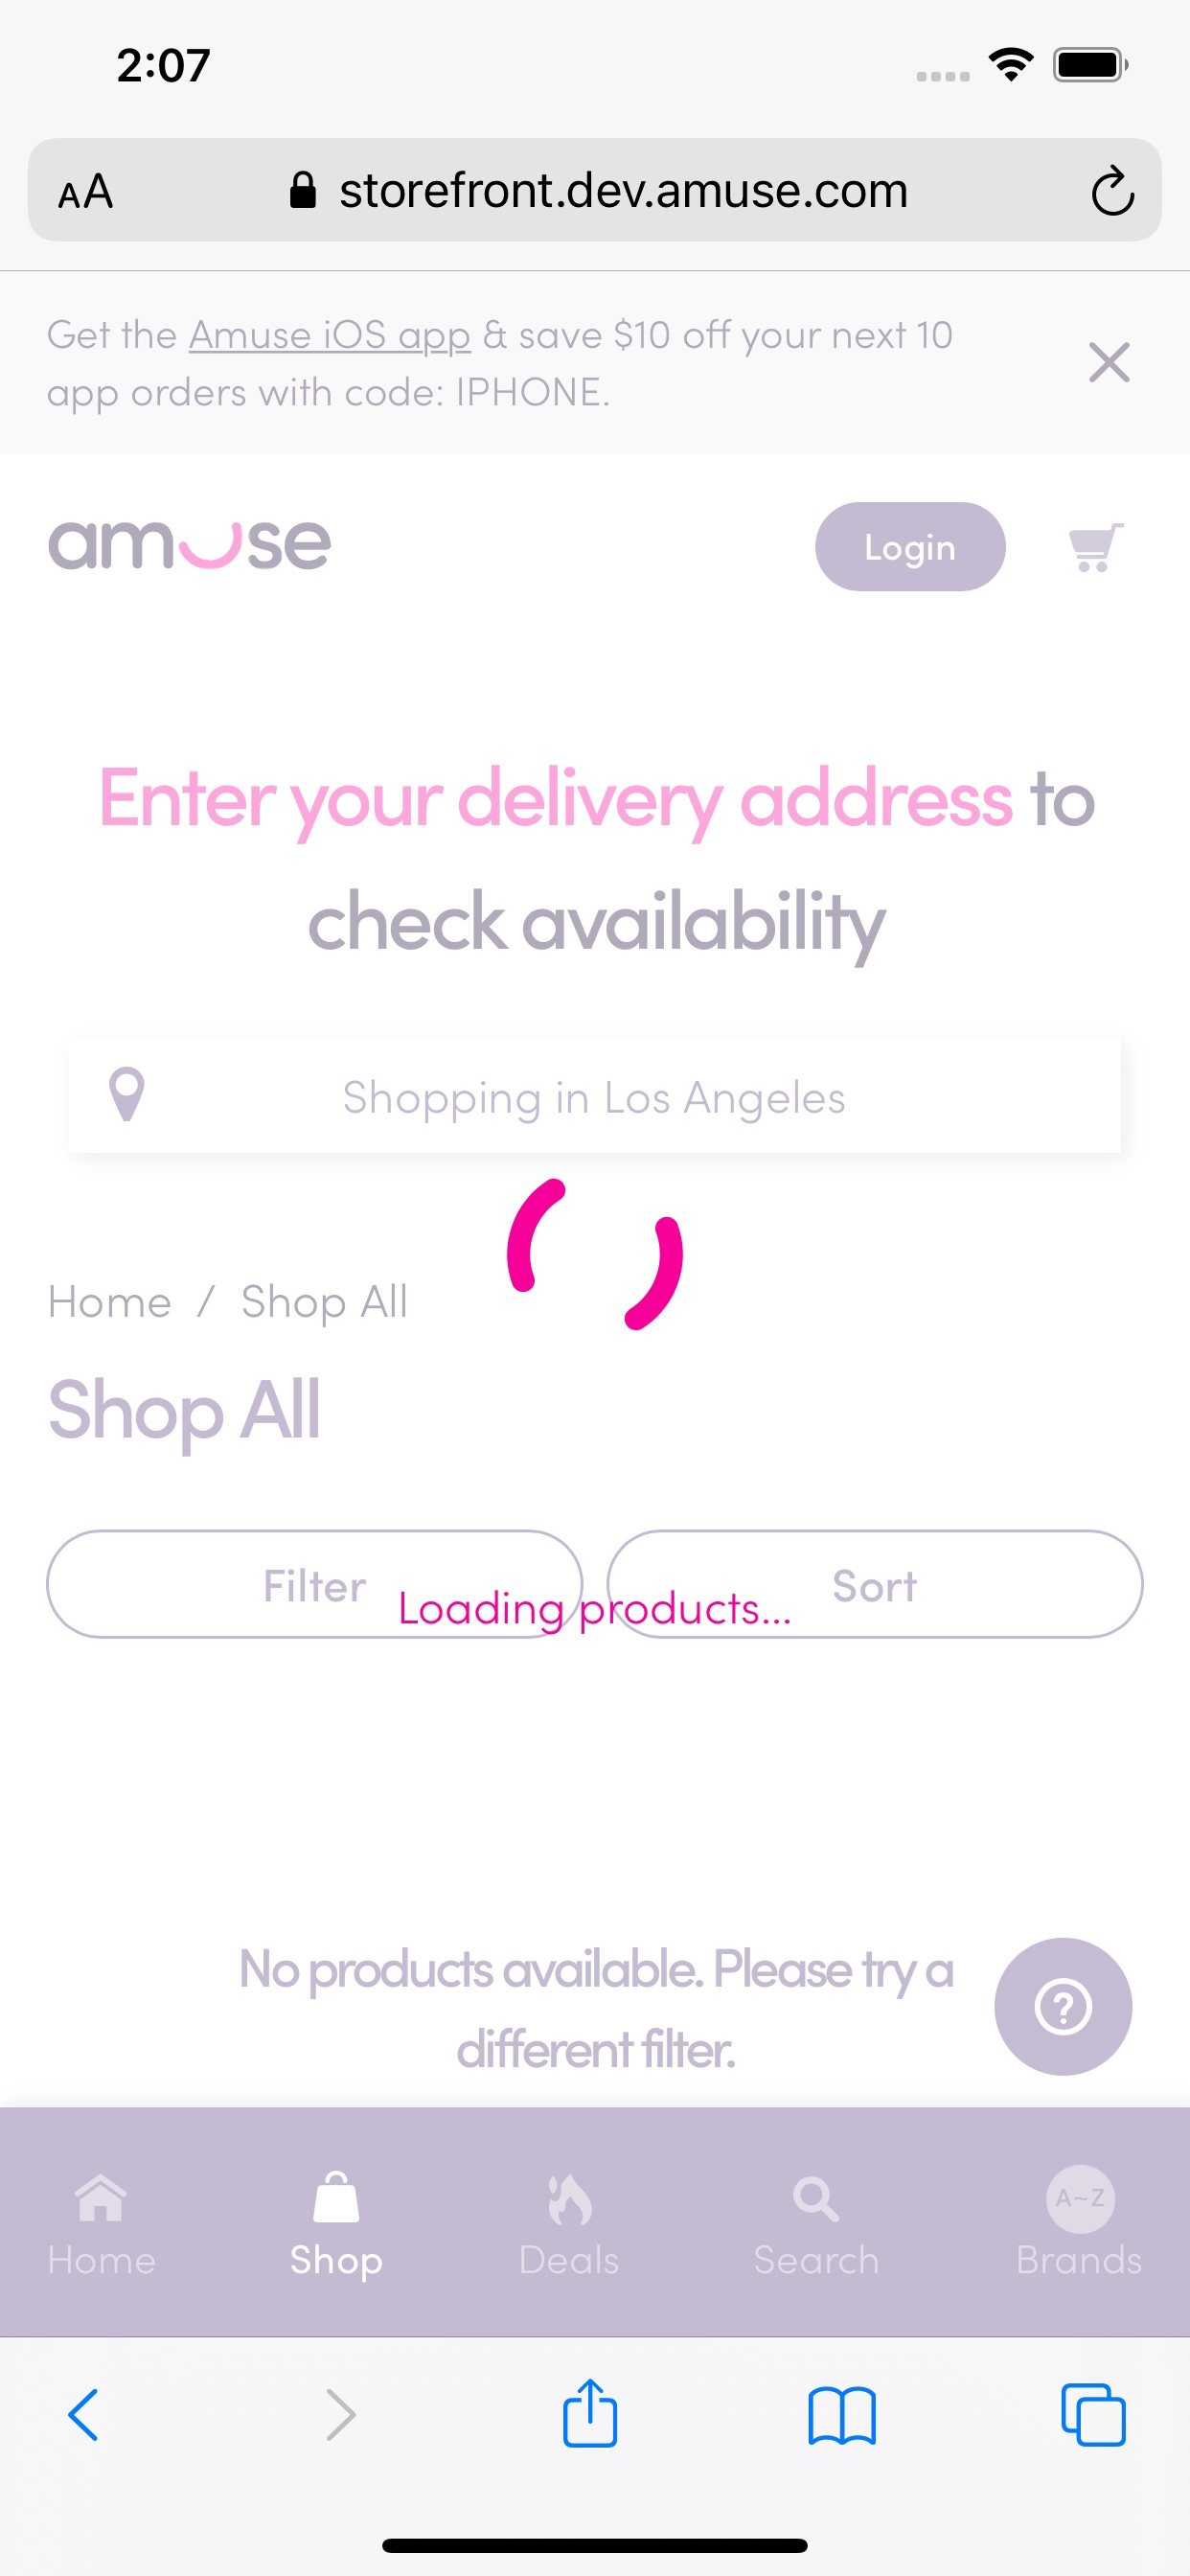 2:07
AA storefront.dev.amuse.com
Get the Amuse iOS app & save $10 off your next 10
app orders with code: IPHONE.
amuse Login
Enter your delivery address to
check availability
Shopping in Los Angeles
Home / Shop All
Shop All
Filter Sort
Loading products...
No products available. Please try a
different filter.
?
A~Z
Home Shop Deals Search Brands